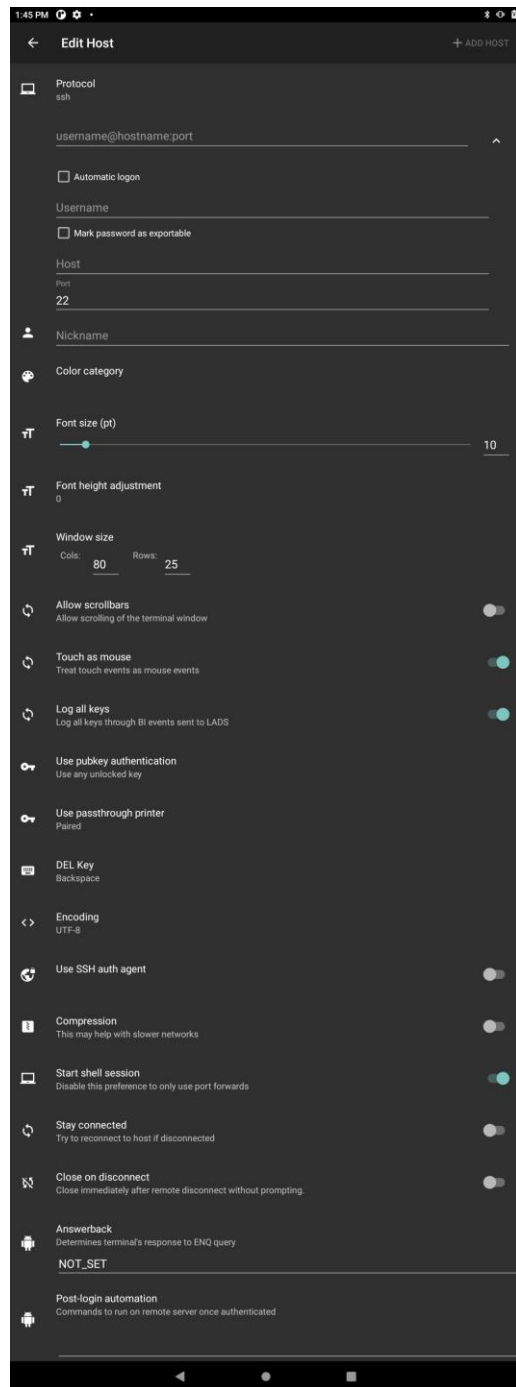 1:45 PM
Edit Host
+ ADD HOST
Protocol
ssh
username@hostname:port
Automatic logon
Username
Mark password as exportable
Host
Port
22
Nickname
Color category
Font size (pt)
10
Font height adjustment
0
Window size
Cols: 80 Rows: 25
Allow scrollbars
Allow scrolling of the terminal window
Touch as mouse
Treat touch events as mouse events
Log all keys
Log all keys through BI events sent to LADS
Use pubkey authentication
Use any unlocked key
Use passthrough printer
Paired
DEL Key
Backspace
Encoding
UTF-8
Use SSH auth agent
Compression
This may help with slower networks
Start shell session
Disable this preference to only use port forwards
Stay connected
Try to reconnect to host if disconnected
Close on disconnect
Close immediately after remote disconnect without prompting.
Answerback
Determines terminal's response to ENQ query
NOT_SET
Post-login automation
Commands to run on remote server once authenticated